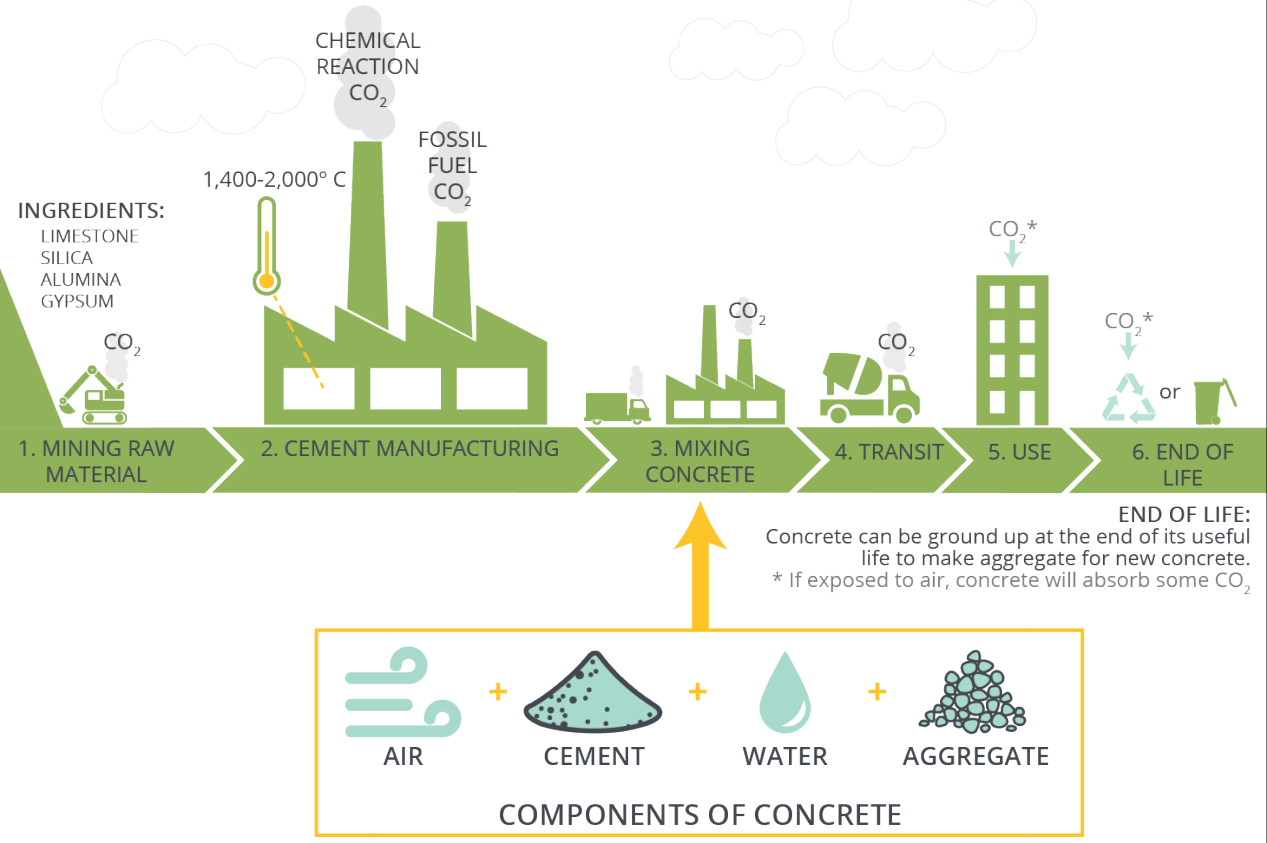 CHEMICAL
REACTION
CO₂
FOSSIL
FUEL
CO₂
1,400-2,000º C
INGREDIENTS:
LIMESTONE
SILICA
ALUMINA
GYPSUM
CO₂
CO₂
CO₂
CO₂*
CO₂*
or
1. MINING RAW
MATERIAL
2. CEMENT MANUFACTURING
3. MIXING
CONCRETE
4. TRANSIT
5. USE
6. END OF
LIFE
END OF LIFE:
Concrete can be ground up at the end of its useful
life to make aggregate for new concrete.
* If exposed to air, concrete will absorb some CO₂
+
+
+
AIR
CEMENT
WATER
AGGREGATE
COMPONENTS OF CONCRETE